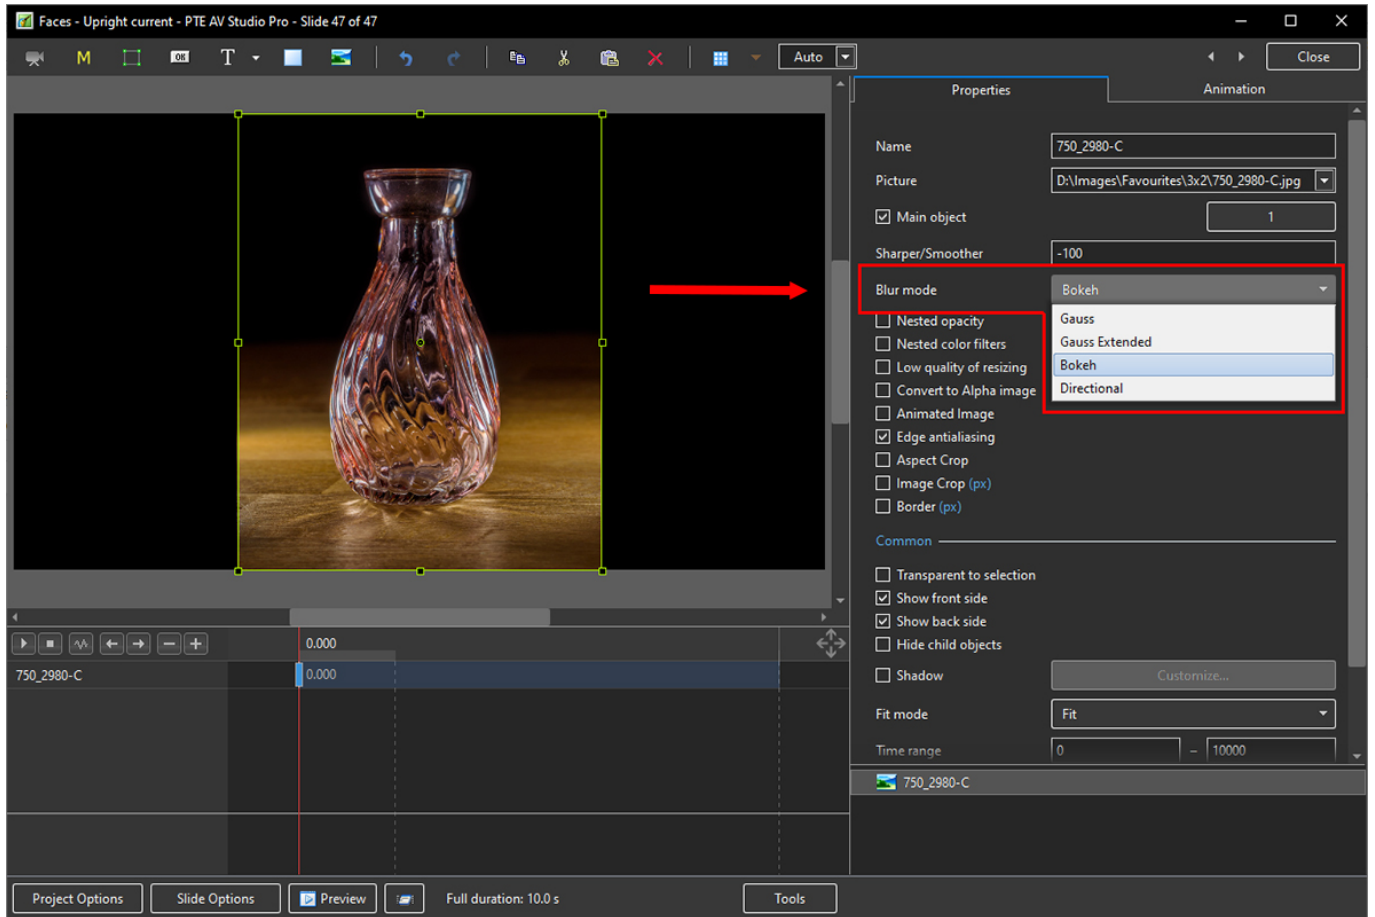 Faces - Upright current - PTE AV Studio Pro - Slide 47 of 47
M OK T Auto Close
Properties Animation
Name 750_2980-C
Picture D:\Images\Favourites\3x2\750_2980-C.jpg
Main object 1
Sharper/Smoother -100
Blur mode Bokeh
Gauss
Gauss Extended
Bokeh
Directional
Nested opacity
Nested color filters
Low quality of resizing
Convert to Alpha image
Animated Image
Edge antialiasing
Aspect Crop
Image Crop (px)
Border (px)
Common
Transparent to selection
Show front side
Show back side
Hide child objects
Shadow Customize...
Fit mode Fit
Time range 0 – 10000
750_2980-C
0.000
750_2980-C 0.000
Project Options Slide Options Preview Full duration: 10.0 s Tools